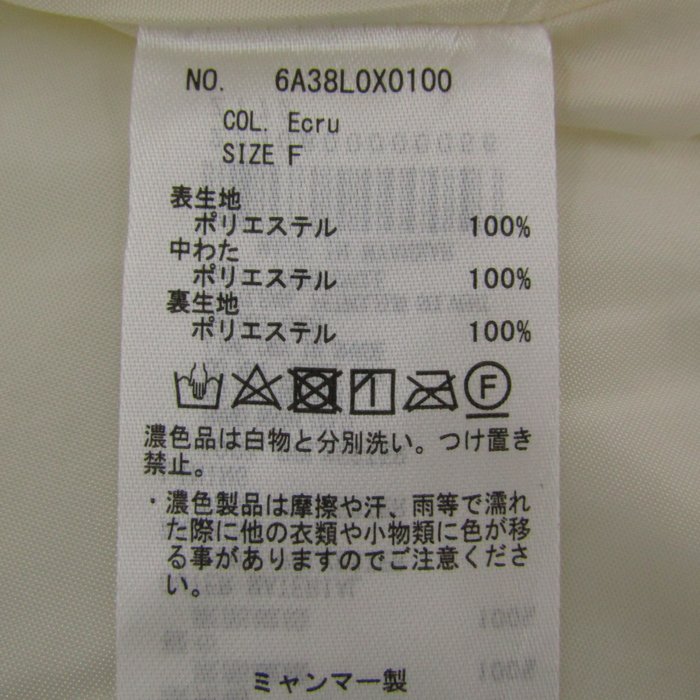 NO. 6A38L0X0100
COL. Ecru
SIZE F
表生地
ポリエステル 100%
中わた
ポリエステル 100%
裏生地
ポリエステル 100%
F
濃色品は白物と分別洗い。つけ置き
禁止。
・濃色製品は摩擦や汗、雨等で濡れ
た際に他の衣類や小物類に色が移
る事がありますのでご注意くださ
い。
ミャンマー製